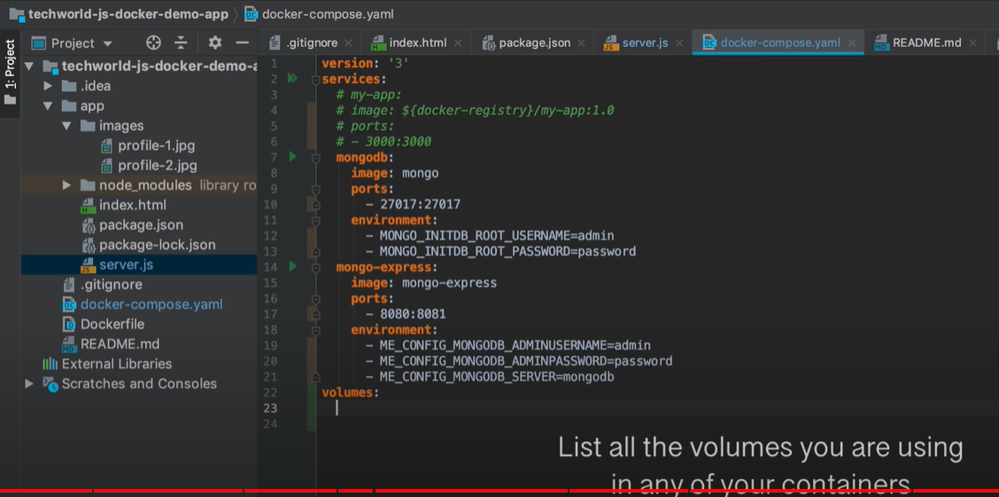 techworld-js-docker-demo-app docker-compose.yaml
1: Project
Project
.gitignore index.html package.json server.js docker-compose.yaml README.md
techworld-js-docker-demo-a
.idea
app
images
profile-1.jpg
profile-2.jpg
node_modules library ro
index.html
package.json
package-lock.json
server.js
.gitignore
docker-compose.yaml
Dockerfile
README.md
External Libraries
Scratches and Consoles
1 version: '3'
2 services:
3 # my-app:
4 # image: ${docker-registry}/my-app:1.0
5 # ports:
6 # - 3000:3000
7 mongodb:
8 image: mongo
9 ports:
10 - 27017:27017
11 environment:
12 - MONGO_INITDB_ROOT_USERNAME=admin
13 - MONGO_INITDB_ROOT_PASSWORD=password
14 mongo-express:
15 image: mongo-express
16 ports:
17 - 8080:8081
18 environment:
19 - ME_CONFIG_MONGODB_ADMINUSERNAME=admin
20 - ME_CONFIG_MONGODB_ADMINPASSWORD=password
21 - ME_CONFIG_MONGODB_SERVER=mongodb
22 volumes:
23
24
List all the volumes you are using
in any of your containers